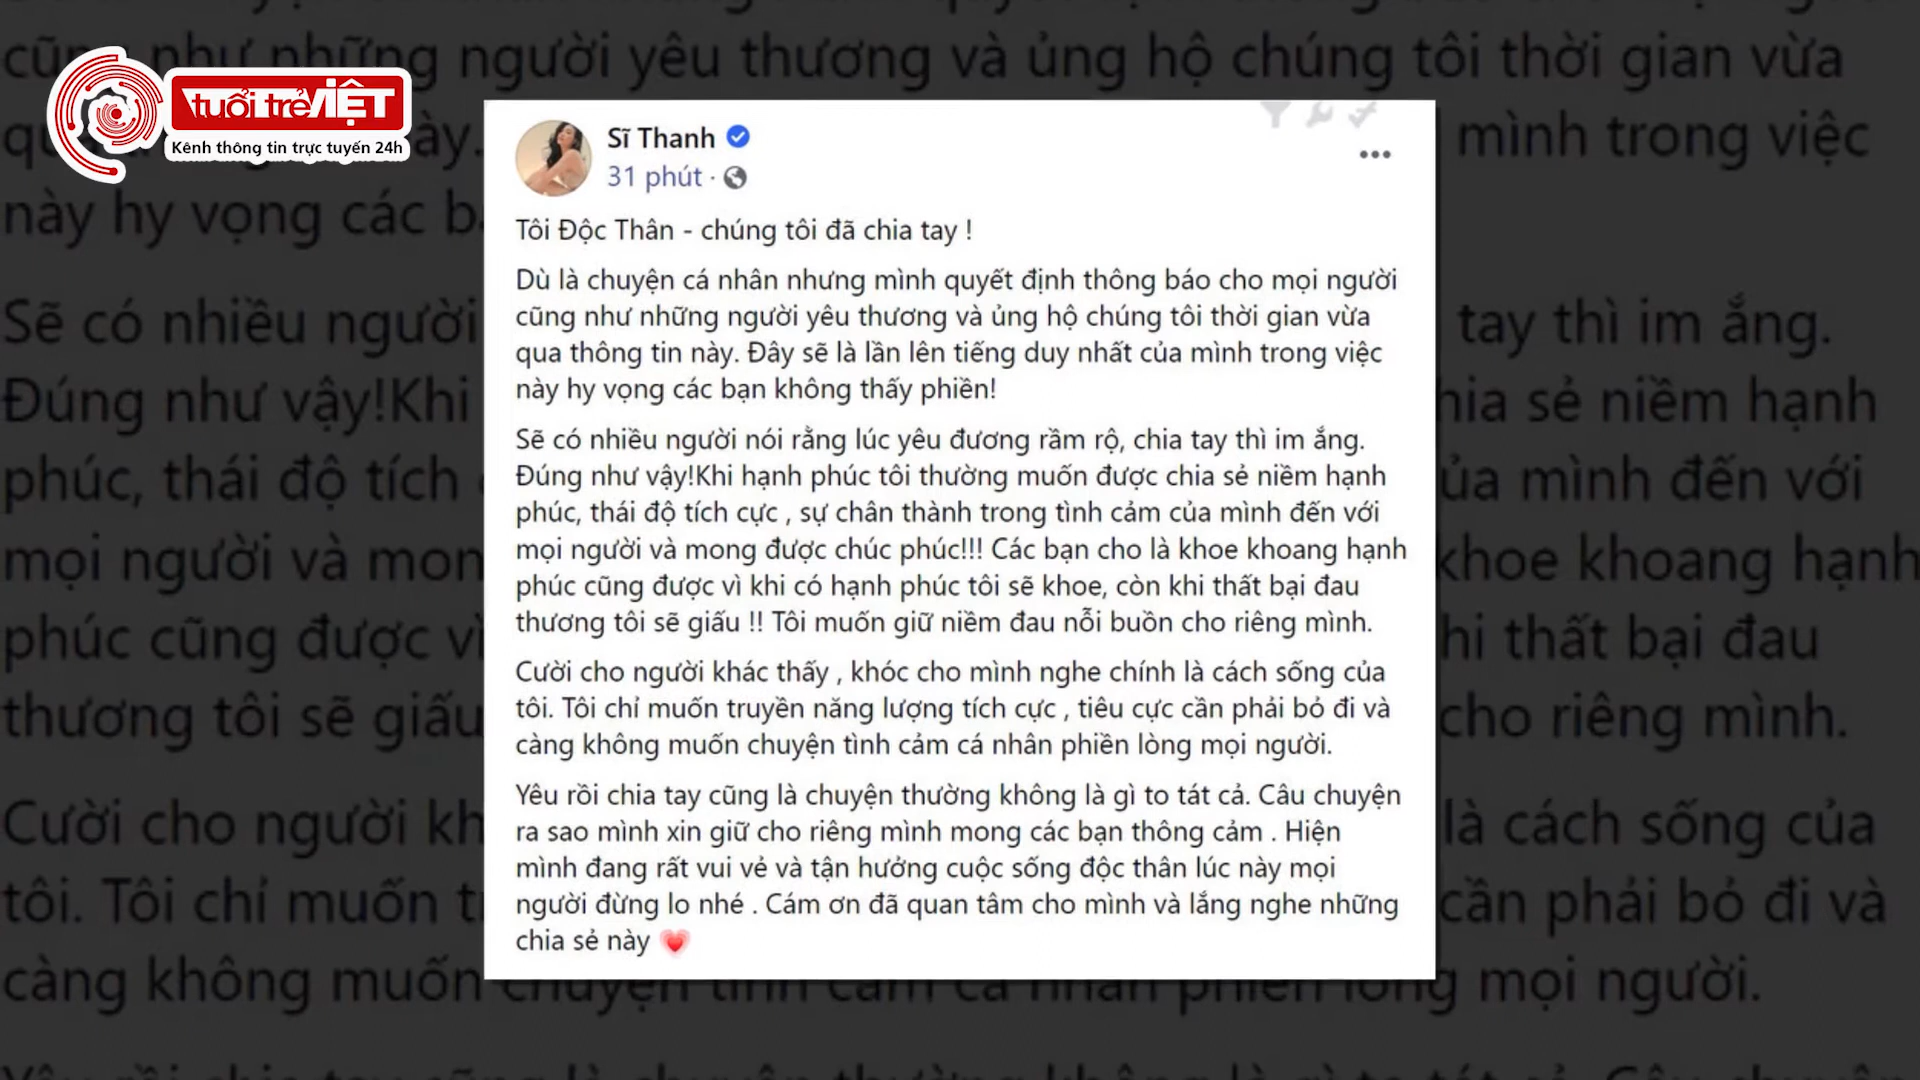 tuổi trẻ VIỆT
Kênh thông tin trực tuyến 24h
Sĩ Thanh
31 phút ·
Tôi Độc Thân - chúng tôi đã chia tay !
Dù là chuyện cá nhân nhưng mình quyết định thông báo cho mọi người
cũng như những người yêu thương và ủng hộ chúng tôi thời gian vừa
qua thông tin này. Đây sẽ là lần lên tiếng duy nhất của mình trong việc
này hy vọng các bạn không thấy phiền!
Sẽ có nhiều người nói rằng lúc yêu đương rầm rộ, chia tay thì im ắng.
Đúng như vậy!Khi hạnh phúc tôi thường muốn được chia sẻ niềm hạnh
phúc, thái độ tích cực , sự chân thành trong tình cảm của mình đến với
mọi người và mong được chúc phúc!!! Các bạn cho là khoe khoang hạnh
phúc cũng được vì khi có hạnh phúc tôi sẽ khoe, còn khi thất bại đau
thương tôi sẽ giấu !! Tôi muốn giữ niềm đau nỗi buồn cho riêng mình.
Cười cho người khác thấy , khóc cho mình nghe chính là cách sống của
tôi. Tôi chỉ muốn truyền năng lượng tích cực , tiêu cực cần phải bỏ đi và
càng không muốn chuyện tình cảm cá nhân phiền lòng mọi người.
Yêu rồi chia tay cũng là chuyện thường không là gì to tát cả. Câu chuyện
ra sao mình xin giữ cho riêng mình mong các bạn thông cảm . Hiện
mình đang rất vui vẻ và tận hưởng cuộc sống độc thân lúc này mọi
người đừng lo nhé . Cám ơn đã quan tâm cho mình và lắng nghe những
chia sẻ này 💗